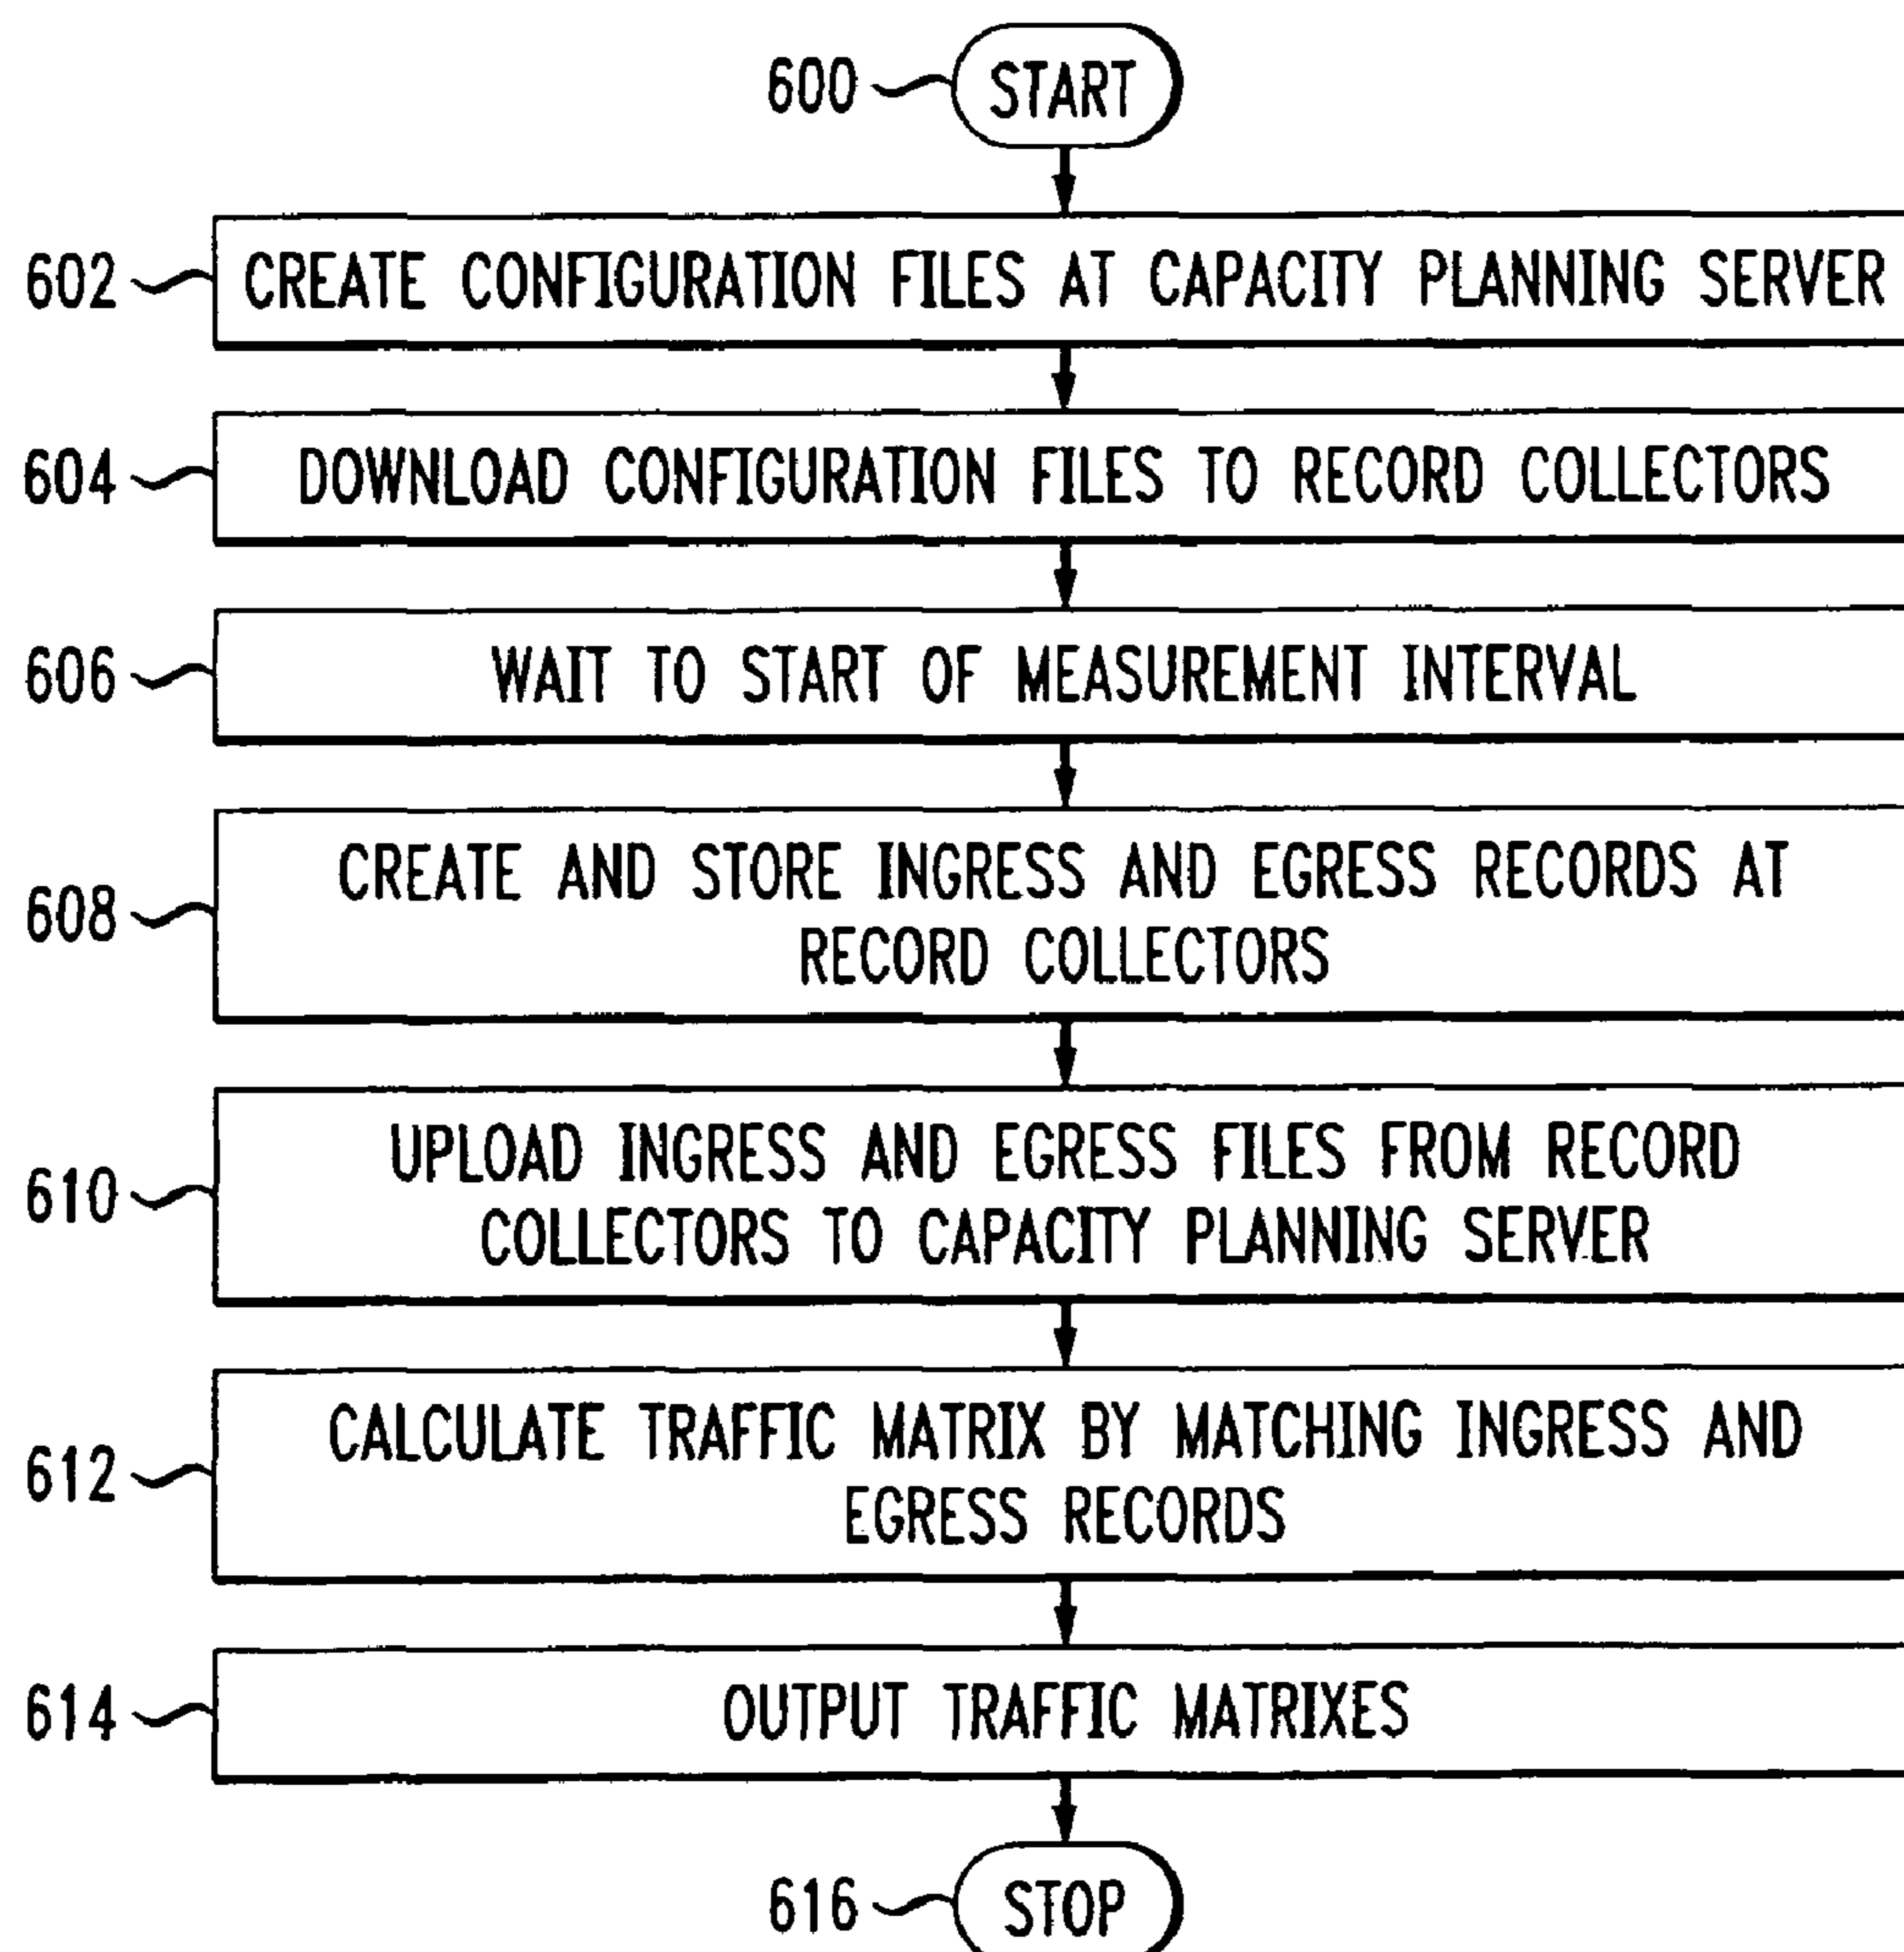 600 START
602 CREATE CONFIGURATION FILES AT CAPACITY PLANNING SERVER
604 DOWNLOAD CONFIGURATION FILES TO RECORD COLLECTORS
606 WAIT TO START OF MEASUREMENT INTERVAL
608 CREATE AND STORE INGRESS AND EGRESS RECORDS AT
RECORD COLLECTORS
610 UPLOAD INGRESS AND EGRESS FILES FROM RECORD
COLLECTORS TO CAPACITY PLANNING SERVER
612 CALCULATE TRAFFIC MATRIX BY MATCHING INGRESS AND
EGRESS RECORDS
614 OUTPUT TRAFFIC MATRIXES
616 STOP